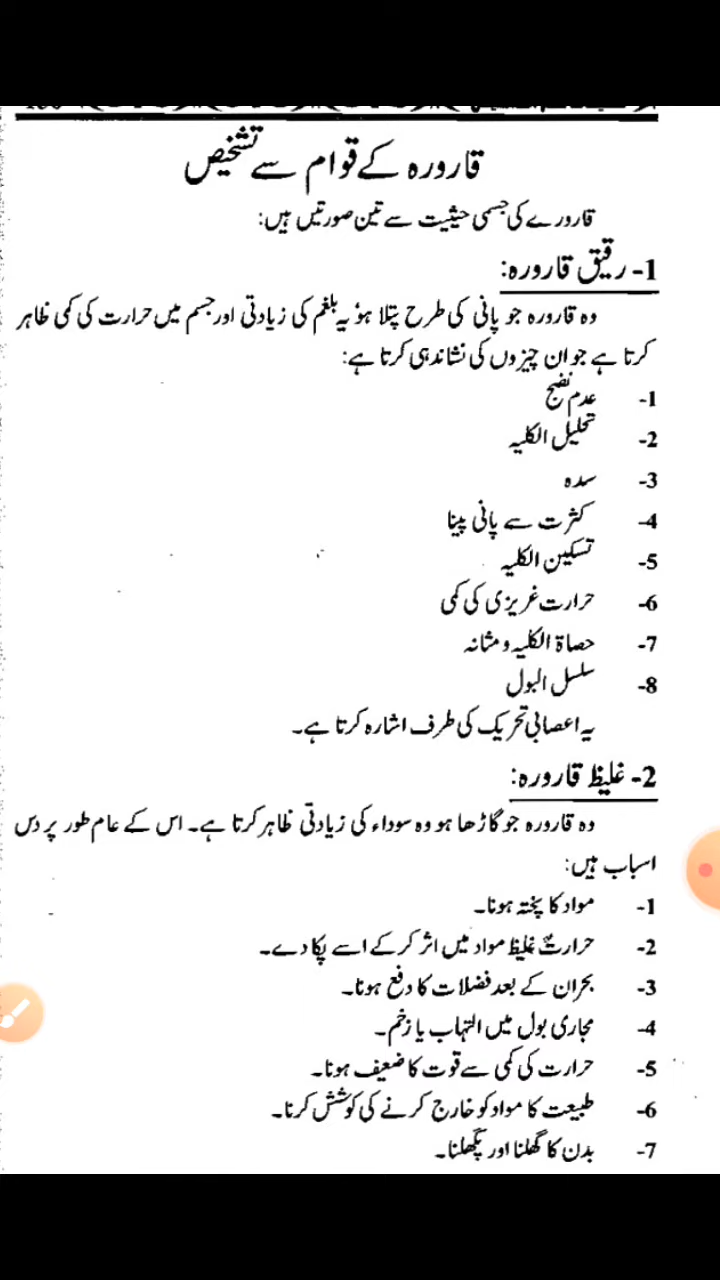 قارورہ کے قوام سے تشخیص
قارورے کی جسمی حیثیت سے تین صورتیں ہیں:
1- رقیق قارورہ:
وہ قارورہ جو پانی کی طرح پتلا ہو یہ بلغم کی زیادتی اور جسم میں حرارت کی کمی ظاہر
کرتا ہے جو ان چیزوں کی نشاندہی کرتا ہے:
1- عدم نضج
2- تحلیل الکلیہ
3- سدہ
4- کثرت سے پانی پینا
5- تسکین الکلیہ
6- حرارت غریزی کی کمی
7- حصاۃ الکلیہ و مثانہ
8- سلسل البول
یہ اعصابی تحریک کی طرف اشارہ کرتا ہے۔
2- غلیظ قارورہ:
وہ قارورہ جو گاڑھا ہو وہ سوداء کی زیادتی ظاہر کرتا ہے۔ اس کے عام طور پر دس
اسباب ہیں:
1- مواد کا پختہ ہونا۔
2- حرارت غلیظ مواد میں اثر کر کے اسے پکا دے۔
3- بحران کے بعد فضلات کا دفع ہونا۔
4- مجاری بول میں التہاب یا زخم۔
5- حرارت کی کمی سے قوت کا ضعیف ہونا۔
6- طبیعت کا مواد کو خارج کرنے کی کوشش کرنا۔
7- بدن کا گھلنا اور پگھلنا۔